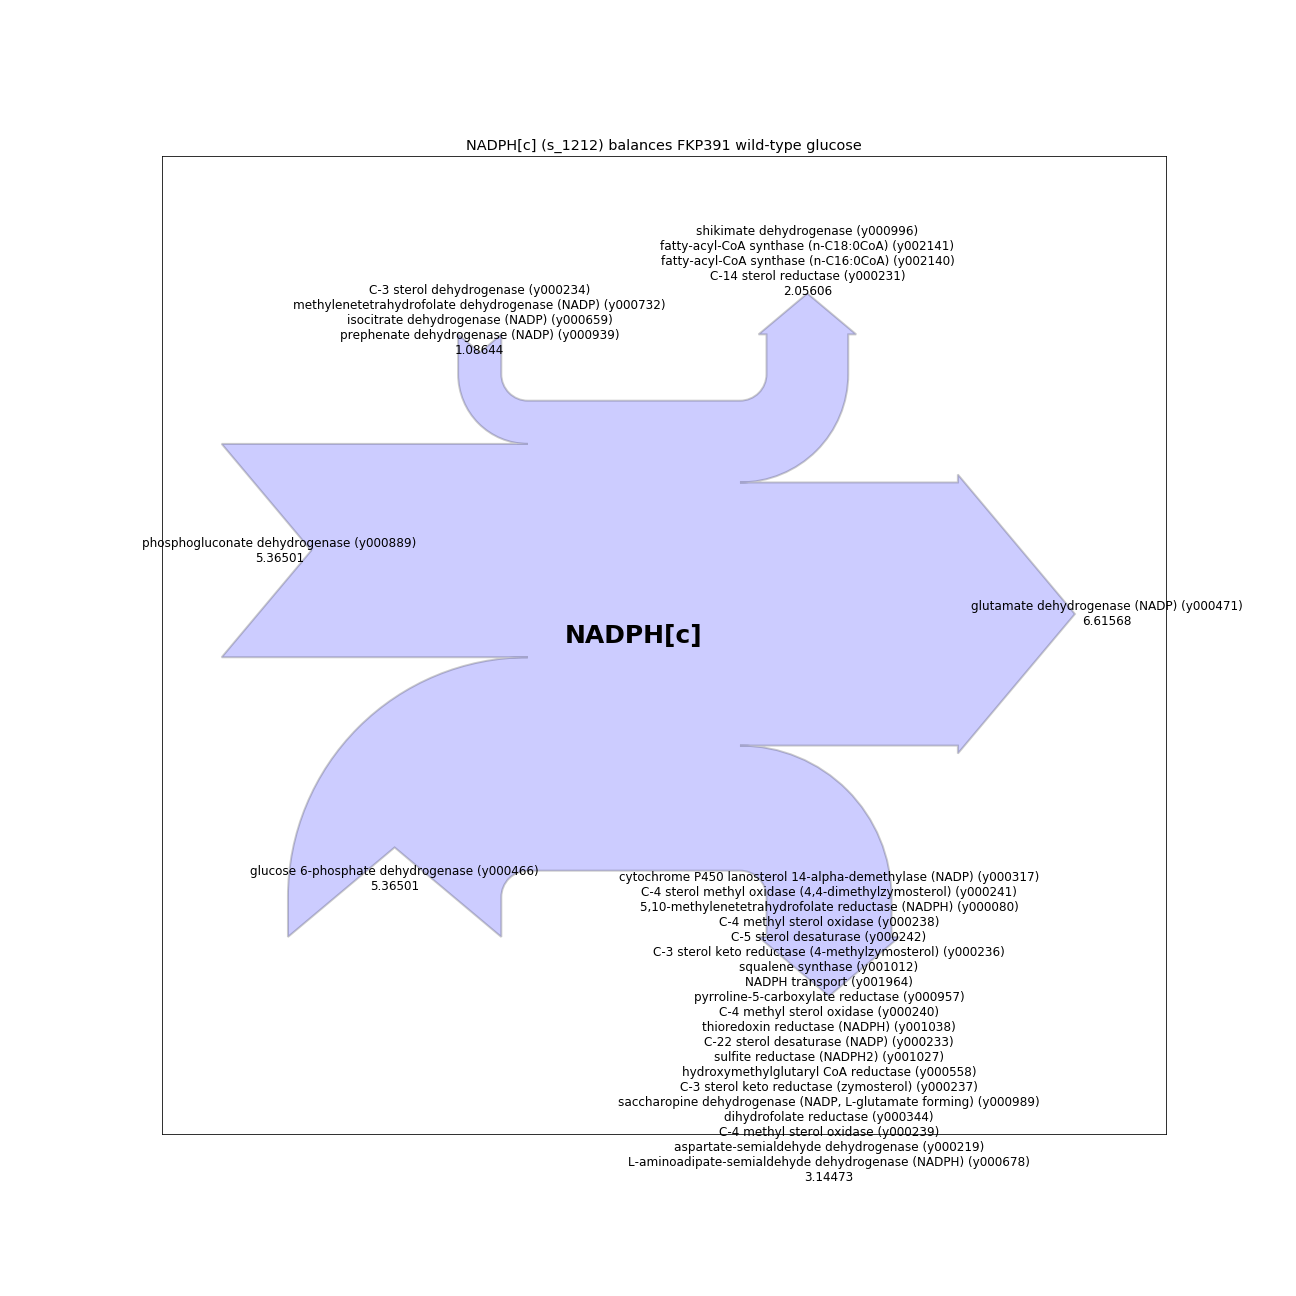 NADPH[c] (s_1212) balances FKP391 wild-type glucose
shikimate dehydrogenase (y000996)
fatty-acyl-CoA synthase (n-C18:0CoA) (y002141)
fatty-acyl-CoA synthase (n-C16:0CoA) (y002140)
C-14 sterol reductase (y000231)
2.05606
C-3 sterol dehydrogenase (y000234)
methylenetetrahydrofolate dehydrogenase (NADP) (y000732)
isocitrate dehydrogenase (NADP) (y000659)
prephenate dehydrogenase (NADP) (y000939)
1.08644
phosphogluconate dehydrogenase (y000889)
5.36501
glutamate dehydrogenase (NADP) (y000471)
6.61568
NADPH[c]
glucose 6-phosphate dehydrogenase (y000466)
5.36501
cytochrome P450 lanosterol 14-alpha-demethylase (NADP) (y000317)
C-4 sterol methyl oxidase (4,4-dimethylzymosterol) (y000241)
5,10-methylenetetrahydrofolate reductase (NADPH) (y000080)
C-4 methyl sterol oxidase (y000238)
C-5 sterol desaturase (y000242)
C-3 sterol keto reductase (4-methylzymosterol) (y000236)
squalene synthase (y001012)
NADPH transport (y001964)
pyrroline-5-carboxylate reductase (y000957)
C-4 methyl sterol oxidase (y000240)
thioredoxin reductase (NADPH) (y001038)
C-22 sterol desaturase (NADP) (y000233)
sulfite reductase (NADPH2) (y001027)
hydroxymethylglutaryl CoA reductase (y000558)
C-3 sterol keto reductase (zymosterol) (y000237)
saccharopine dehydrogenase (NADP, L-glutamate forming) (y000989)
dihydrofolate reductase (y000344)
C-4 methyl sterol oxidase (y000239)
aspartate-semialdehyde dehydrogenase (y000219)
L-aminoadipate-semialdehyde dehydrogenase (NADPH) (y000678)
3.14473